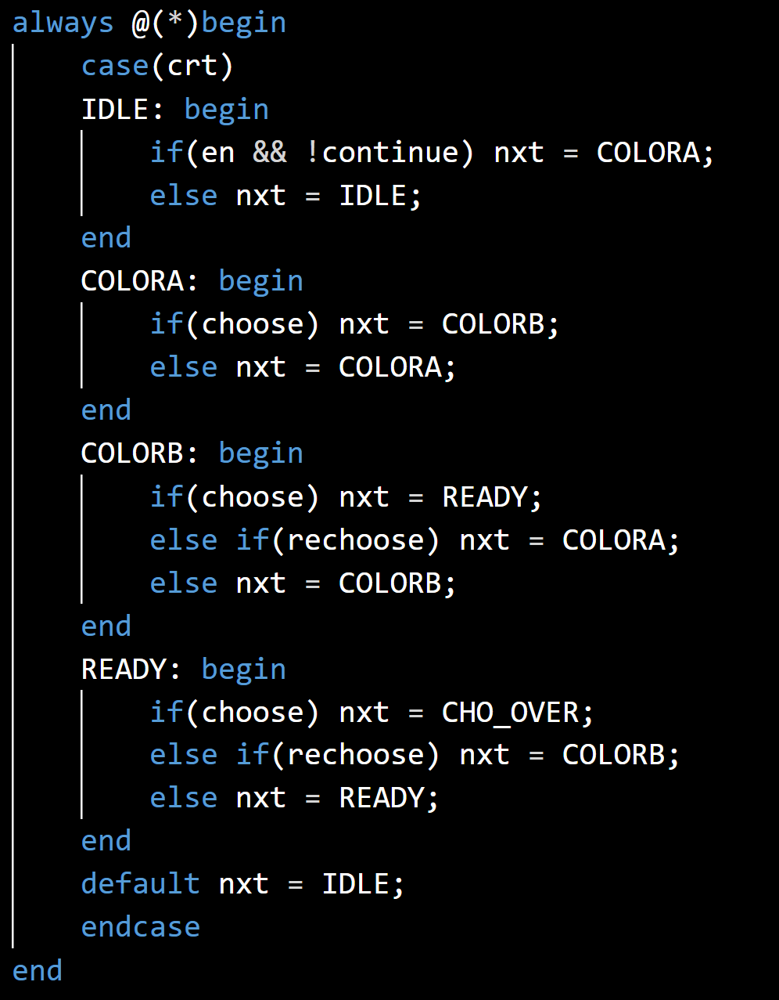 always @(*)begin
case(crt)
IDLE: begin
if(en && !continue) nxt = COLORA;
else nxt = IDLE;
end
COLORA: begin
if(choose) nxt = COLORB;
else nxt = COLORA;
end
COLORB: begin
if(choose) nxt = READY;
else if(rechoose) nxt = COLORA;
else nxt = COLORB;
end
READY: begin
if(choose) nxt = CHO_OVER;
else if(rechoose) nxt = COLORB;
else nxt = READY;
end
default nxt = IDLE;
endcase
end